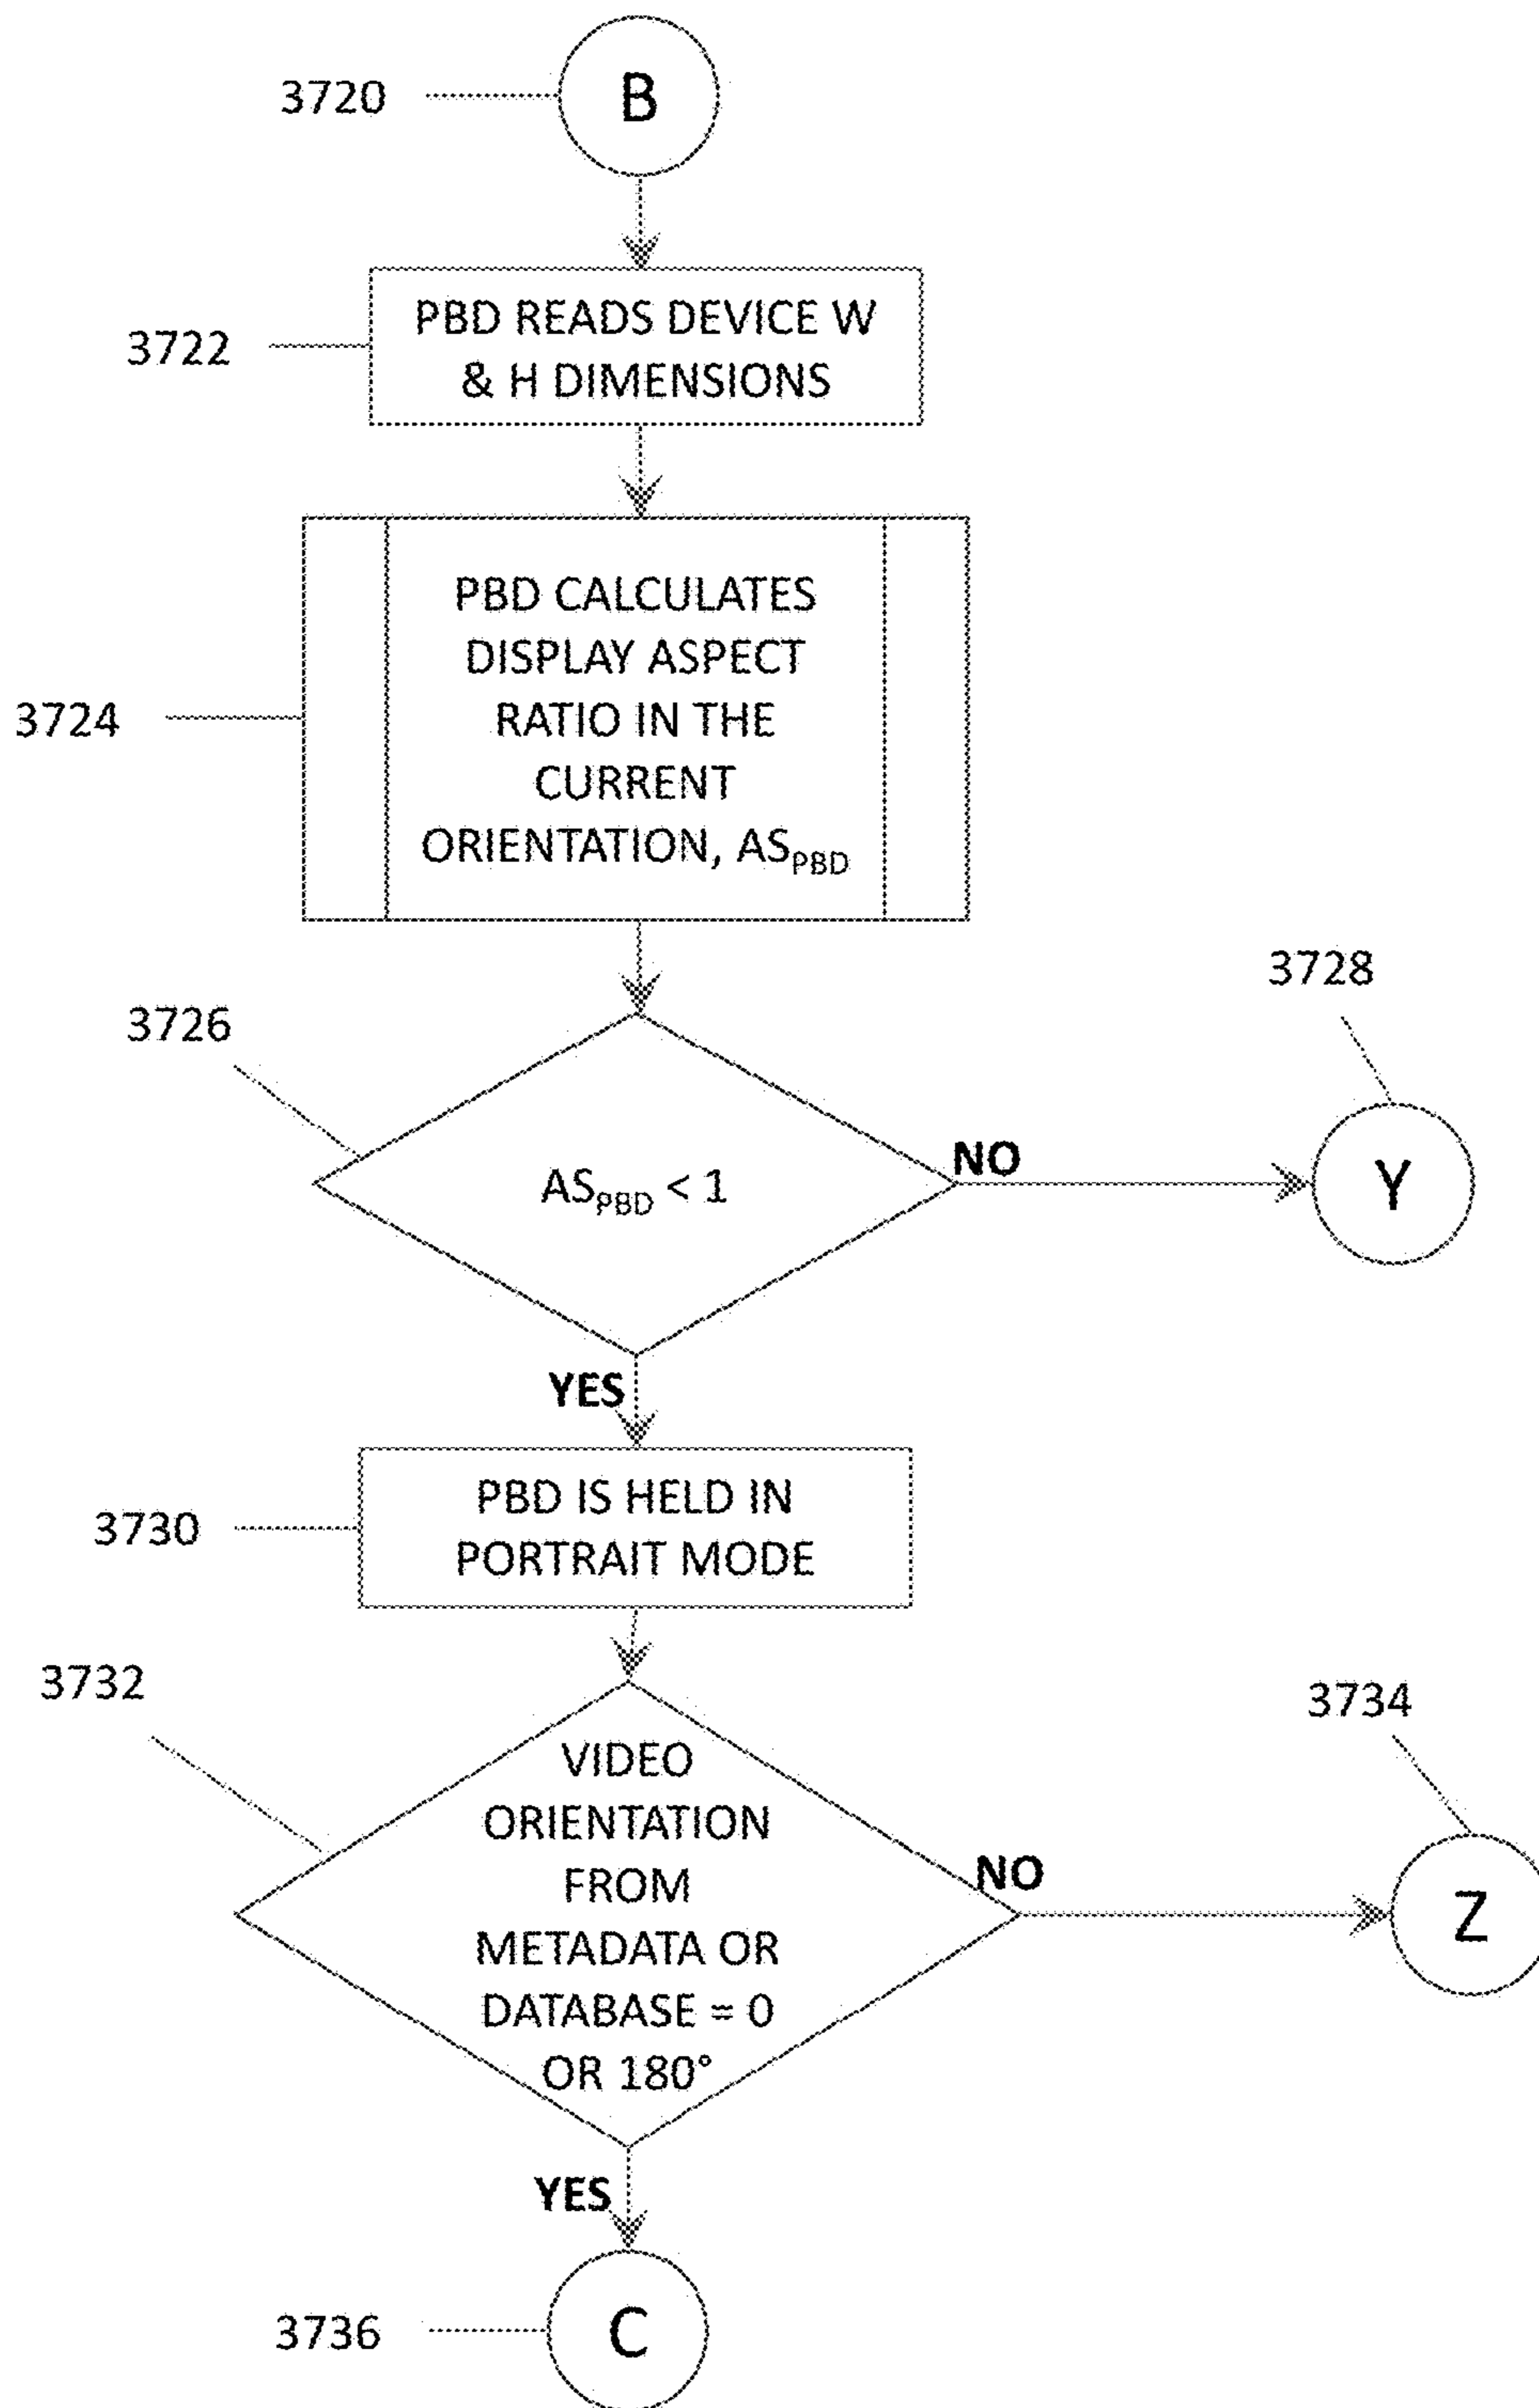 3720
B
3722
PBD READS DEVICE W
& H DIMENSIONS
3724
PBD CALCULATES
DISPLAY ASPECT
RATIO IN THE
CURRENT
ORIENTATION, AS_PBD
3726
AS_PBD < 1
NO
3728
Y
YES
3730
PBD IS HELD IN
PORTRAIT MODE
3732
VIDEO
ORIENTATION
FROM
METADATA OR
DATABASE = 0
OR 180°
NO
3734
Z
YES
3736
C